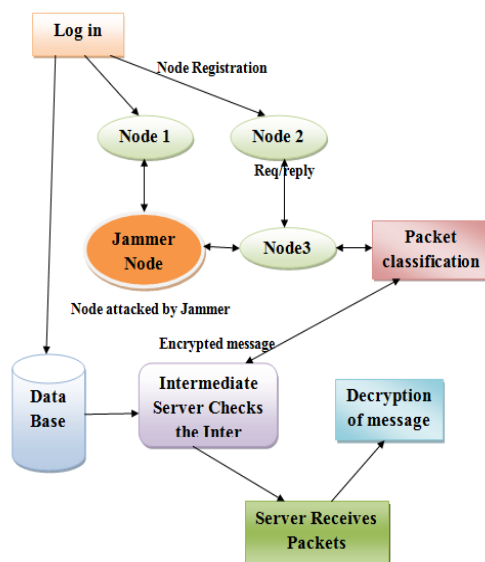 Log in
Node Registration
Node 1
Node 2
Req/reply
Jammer
Node
Node3
Packet
classification
Node attacked by Jammer
Encrypted message
Data
Base
Intermediate
Server Checks
the Inter
Decryption
of message
Server Receives
Packets